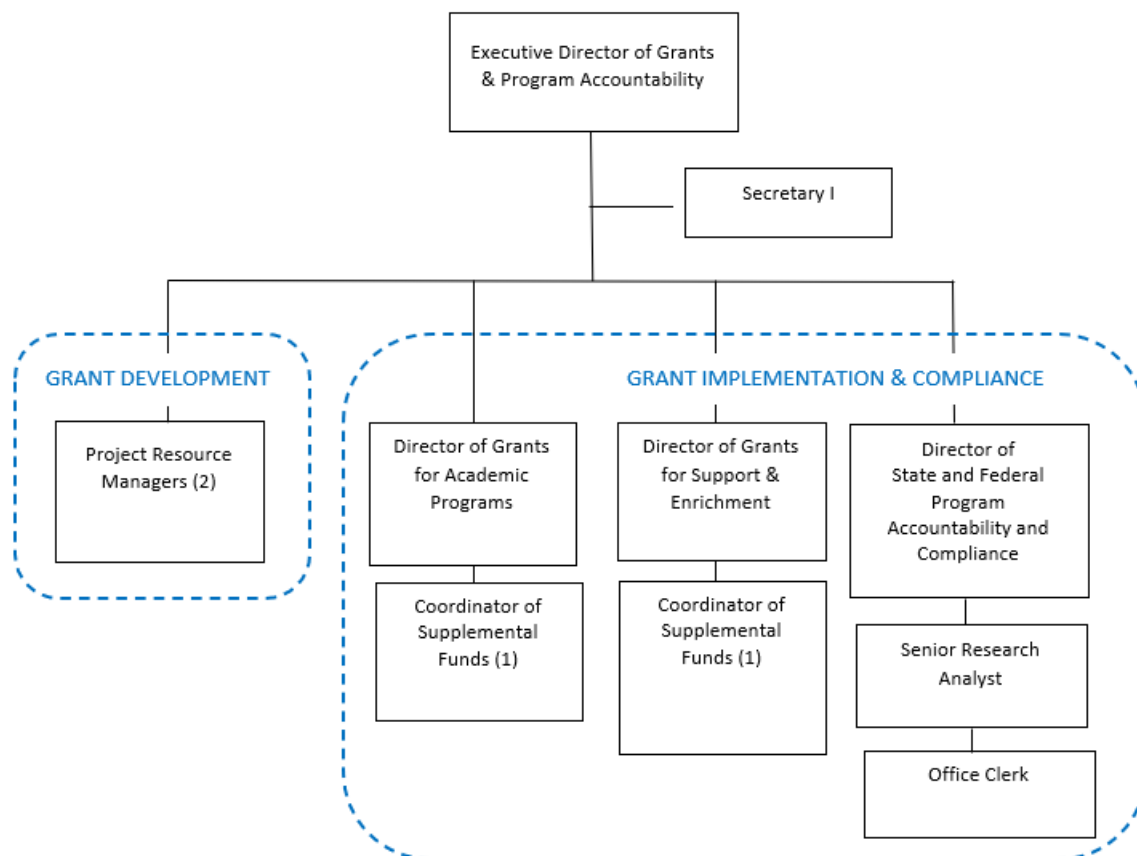 Executive Director of Grants
& Program Accountability
Secretary I
GRANT DEVELOPMENT
Project Resource
Managers (2)
GRANT IMPLEMENTATION & COMPLIANCE
Director of Grants
for Academic
Programs
Coordinator of
Supplemental
Funds (1)
Director of Grants
for Support &
Enrichment
Coordinator of
Supplemental
Funds (1)
Director of
State and Federal
Program
Accountability and
Compliance
Senior Research
Analyst
Office Clerk